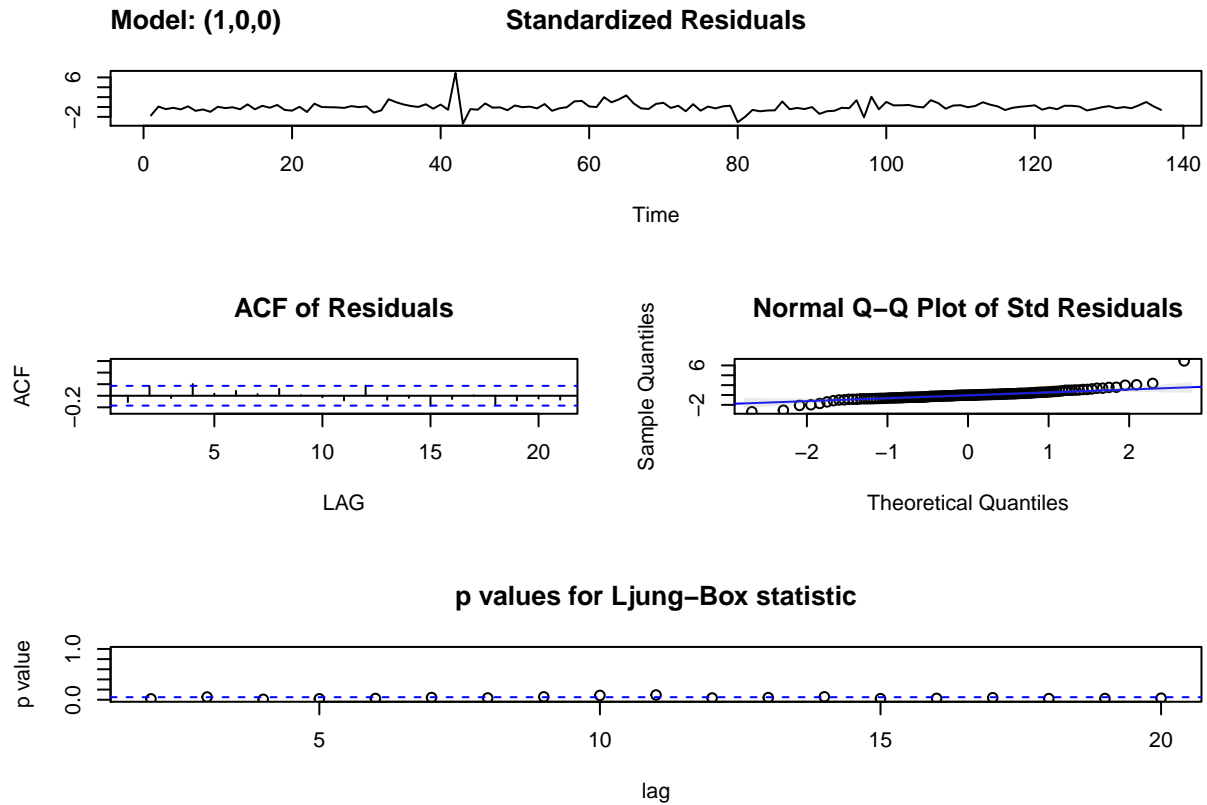 Model: (1,0,0) Standardized Residuals
6
−2
0 20 40 60 80 100 120 140
Time
ACF of Residuals
ACF
−0.2
5 10 15 20
LAG
Normal Q−Q Plot of Std Residuals
Sample Quantiles
6
−2
−2 −1 0 1 2
Theoretical Quantiles
p values for Ljung−Box statistic
p value
1.0
0.0
5 10 15 20
lag